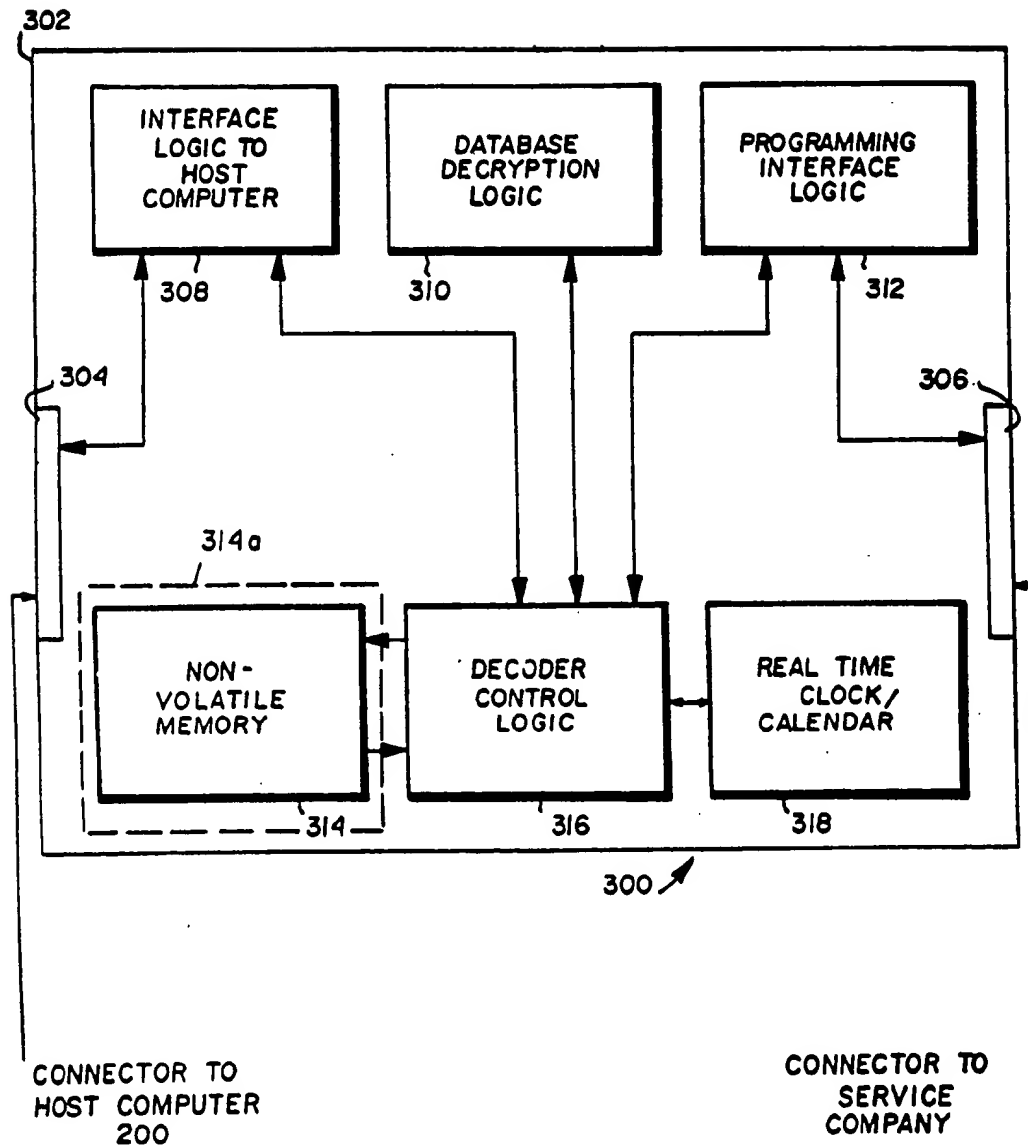 302
INTERFACE
LOGIC TO
HOST
COMPUTER
DATABASE
DECRYPTION
LOGIC
PROGRAMMING
INTERFACE
LOGIC
308
310
312
304
306
314a
NON-
VOLATILE
MEMORY
DECODER
CONTROL
LOGIC
REAL TIME
CLOCK/
CALENDAR
314
316
318
300
CONNECTOR TO
HOST COMPUTER
200
CONNECTOR TO
SERVICE
COMPANY